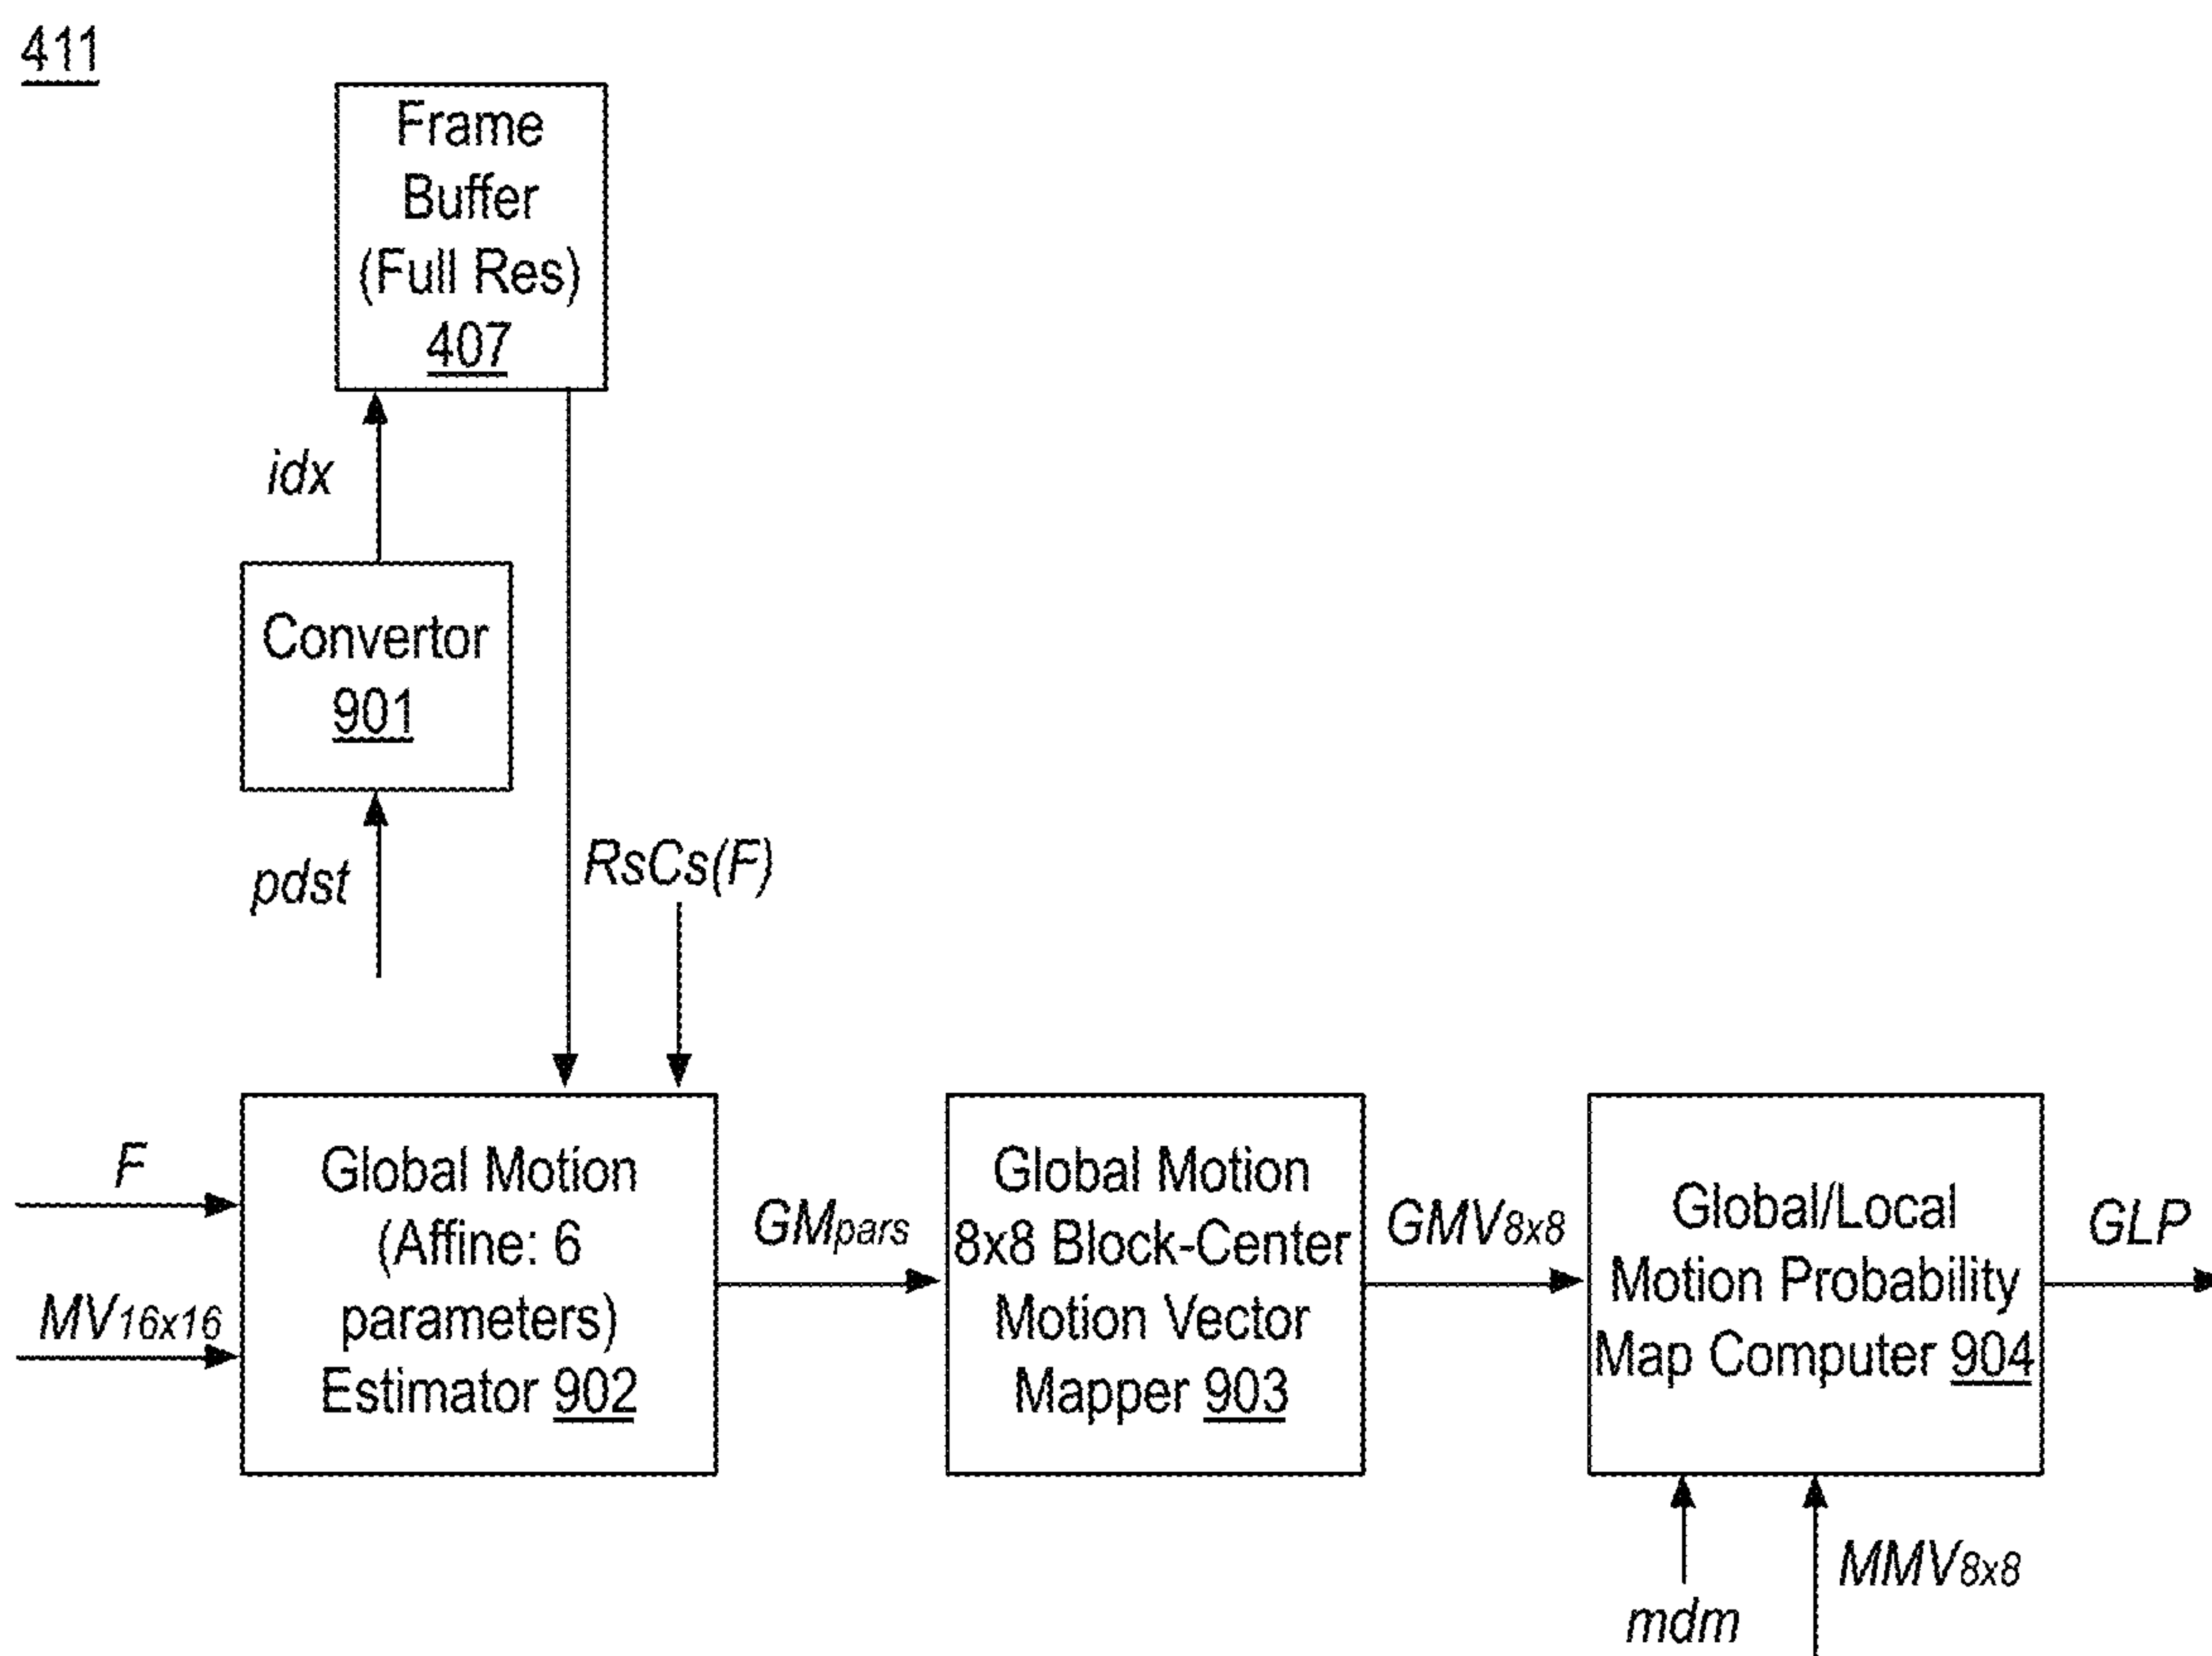 411
Frame
Buffer
(Full Res)
407
idx
Convertor
901
pdst
RsCs(F)
F
MV16x16
Global Motion
(Affine: 6
parameters)
Estimator 902
GMpars
Global Motion
8x8 Block-Center
Motion Vector
Mapper 903
GMV8x8
Global/Local
Motion Probability
Map Computer 904
GLP
mdm
MMV8x8